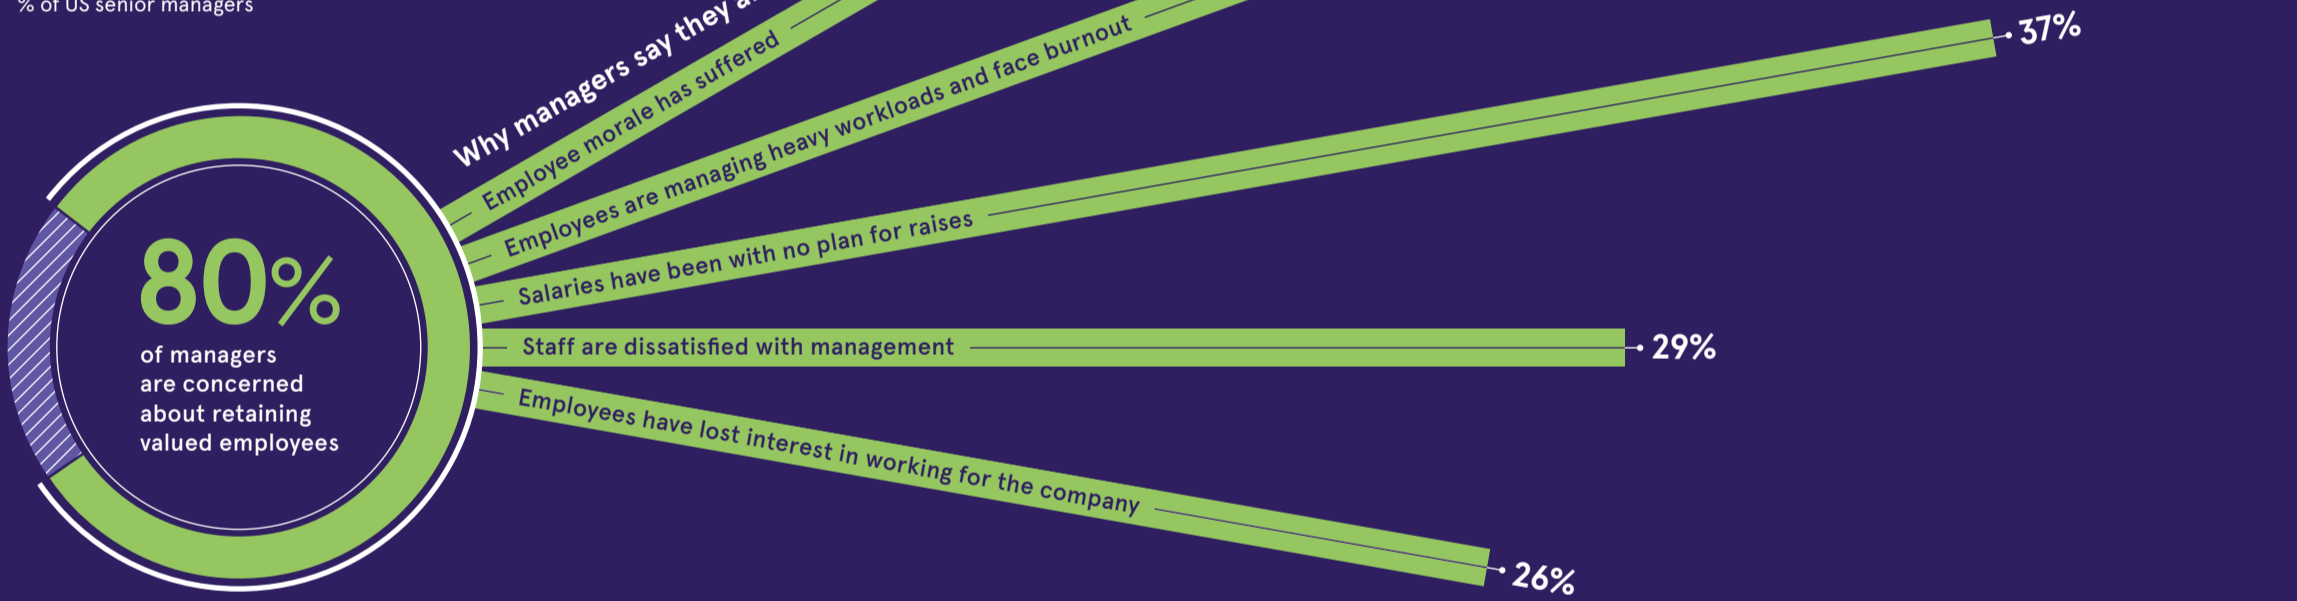 % of US senior managers
Why managers say they
Employee morale has suffered
Employees are managing heavy workloads and face burnout
Salaries have been with no plan for raises
37%
Staff are dissatisfied with management
29%
Employees have lost interest in working for the company
26%
80%
of managers
are concerned
about retaining
valued employees